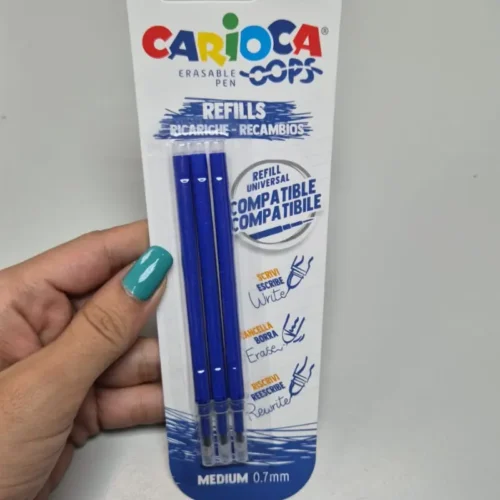 CARIOCA®
ERASABLE PEN
OOPS
REFILLS
RICARICHE - RECAMBIOS
REFILL
UNIVERSAL
COMPATIBLE
COMPATIBILE
SCRIVI
ESCRIBE
Write
CANCELLA
BORRA
Erase
RISCRIVI
REESCRIBE
Rewrite
MEDIUM 0.7mm